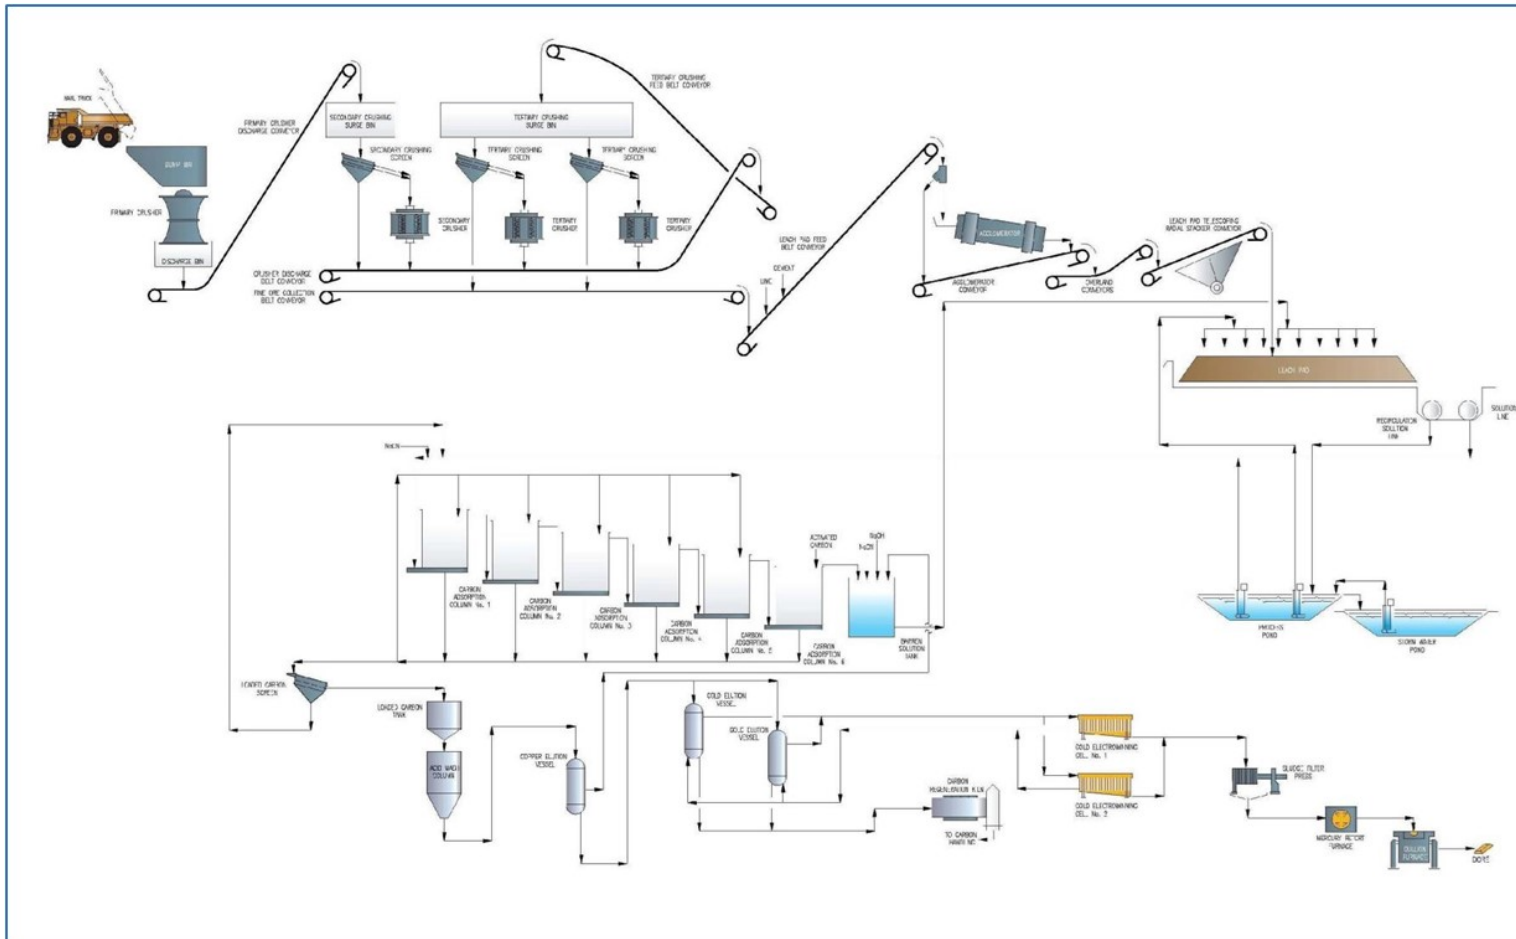 HAUL TRUCK
DUMP BIN
PRIMARY CRUSHER
DISCHARGE BIN
PRIMARY CRUSHER
DISCHARGE CONVEYOR
SECONDARY CRUSHING
SURGE BIN
TERTIARY CRUSHING
SURGE BIN
TERTIARY CRUSHING
FEED BELT CONVEYOR
SECONDARY CRUSHING
SCREEN
TERTIARY CRUSHING
SCREEN
TERTIARY CRUSHING
SCREEN
SECONDARY
CRUSHER
TERTIARY
CRUSHER
TERTIARY
CRUSHER
CRUSHER DISCHARGE
BELT CONVEYOR
FINE ORE COLLECTION
BELT CONVEYOR
LEACH PAD FEED
BELT CONVEYOR
LIME
CEMENT
AGGLOMERATOR
AGGLOMERATOR
CONVEYOR
OVERLAND
CONVEYORS
LEACH PAD TELESCOPING
RADIAL STACKER CONVEYOR
LEACH PAD
RECIRCULATION
SOLUTION
SOLUTION
LINE
POND
STORM WATER
POND
NaCN
CARBON
ADSORPTION
COLUMN No. 1
CARBON
ADSORPTION
COLUMN No. 2
CARBON
ADSORPTION
COLUMN No. 3
CARBON
ADSORPTION
COLUMN No. 4
CARBON
ADSORPTION
COLUMN No. 5
CARBON
ADSORPTION
COLUMN No. 6
ACTIVATED
CARBON
NaCN
NaOH
BARREN
SOLUTION
TANK
LOADED CARBON
SCREEN
LOADED CARBON
TANK
ACID WASH
COLUMN
COPPER ELUTION
VESSEL
GOLD ELUTION
VESSEL
GOLD ELUTION
VESSEL
CARBON
REGENERATION KILN
TO CARBON
HANDLING
GOLD ELECTROWINNING
CELL No. 1
GOLD ELECTROWINNING
CELL No. 2
SLUDGE FILTER
PRESS
MERCURY RETORT
FURNACE
BULLION
FURNACE
DORE